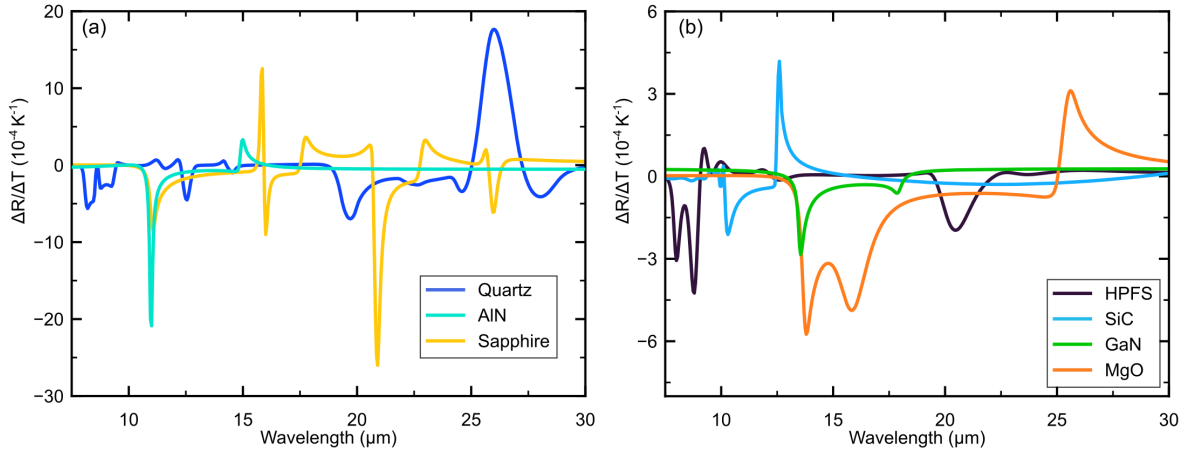 (a)
20
10
0
−10
−20
−30
ΔR/ΔT (10⁻⁴ K⁻¹)
Quartz
AlN
Sapphire
10 15 20 25 30
Wavelength (μm)
(b)
6
3
0
−3
−6
ΔR/ΔT (10⁻⁴ K⁻¹)
HPFS
SiC
GaN
MgO
10 15 20 25 30
Wavelength (μm)